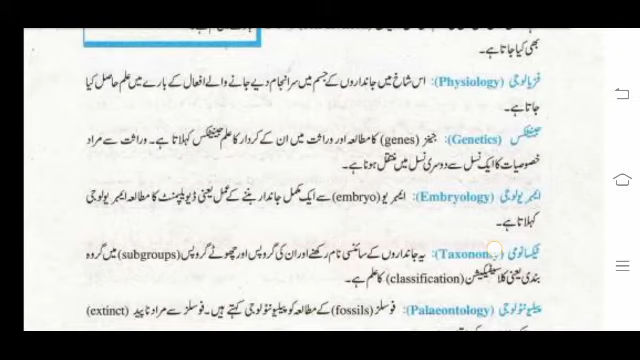 بھی کیا جاتا ہے۔
فزیالوجی (Physiology): اس شاخ میں جانداروں کے جسم میں سرانجام دیے جانے والے افعال کے بارے میں علم حاصل کیا
جاتا ہے۔
جینیٹکس (Genetics): جینز (genes) کا مطالعہ اور وراثت میں ان کے کردار کا علم جینیٹکس کہلاتا ہے۔ وراثت سے مراد
خصوصیات کا ایک نسل سے دوسری نسل میں منتقل ہونا ہے۔
ایمبریولوجی (Embryology): ایمبریو (embryo) سے ایک مکمل جاندار بننے کے عمل یعنی ڈیویلپمنٹ کا مطالعہ ایمبریولوجی
کہلاتا ہے۔
ٹیکسانومی (Taxonomy): یہ جانداروں کے سائنسی نام رکھنے اور ان کی گروپس اور چھوٹے گروپس (subgroups) میں گروہ
بندی یعنی کلاسیفیکیشن (classification) کا علم ہے۔
پیلیونٹولوجی (Palaeontology): فوسلز (fossils) کے مطالعہ کو پیلیونٹولوجی کہتے ہیں۔ فوسلز سے مراد ناپید (extinct)